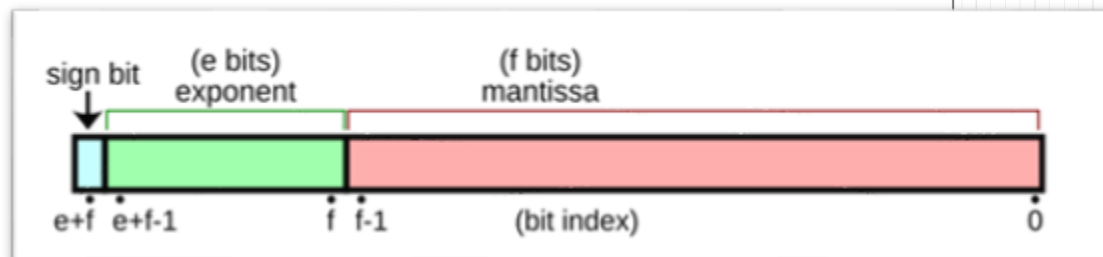 sign bit
(e bits)
exponent
(f bits)
mantissa
e+f
e+f-1
f
f-1
(bit index)
0